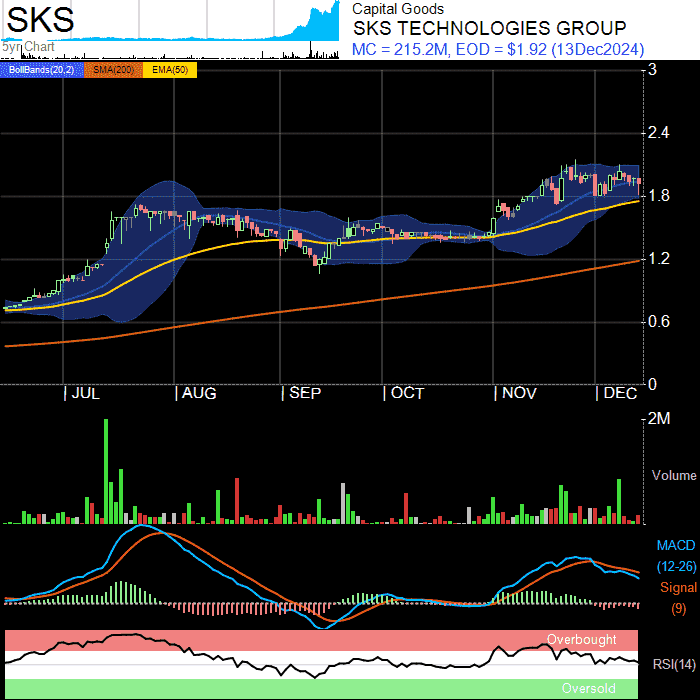 SKS
Capital Goods
SKS TECHNOLOGIES GROUP
MC = 215.2M, EOD = $1.92 (13Dec2024)
5yr Chart
BollBands(20,2) SMA(200) EMA(50)
3
2.4
1.8
1.2
0.6
0
JUL AUG SEP OCT NOV DEC
2M
Volume
MACD
(12-26)
Signal
(9)
Overbought
RSI(14)
Oversold